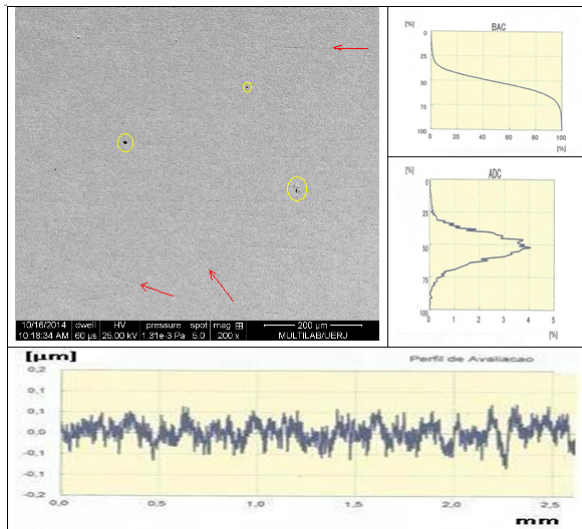 10/16/2014 dwell HV pressure spot mag 200 µm
10:18:34 AM 60 µs 25.00 kV 1.31e-3 Pa 5.0 200 x MULTILAB/UERJ
[%] BAC
0
25
50
75
100
0 20 40 60 80 100
[%]
[%] ADC
0
25
50
75
100
0 1 2 3 4 5
[%]
[µm] Perfil de Avaliacao
0,2
0,1
0,0
-0,1
-0,2
0,0 0,5 1,0 1,5 2,0 2,5
mm